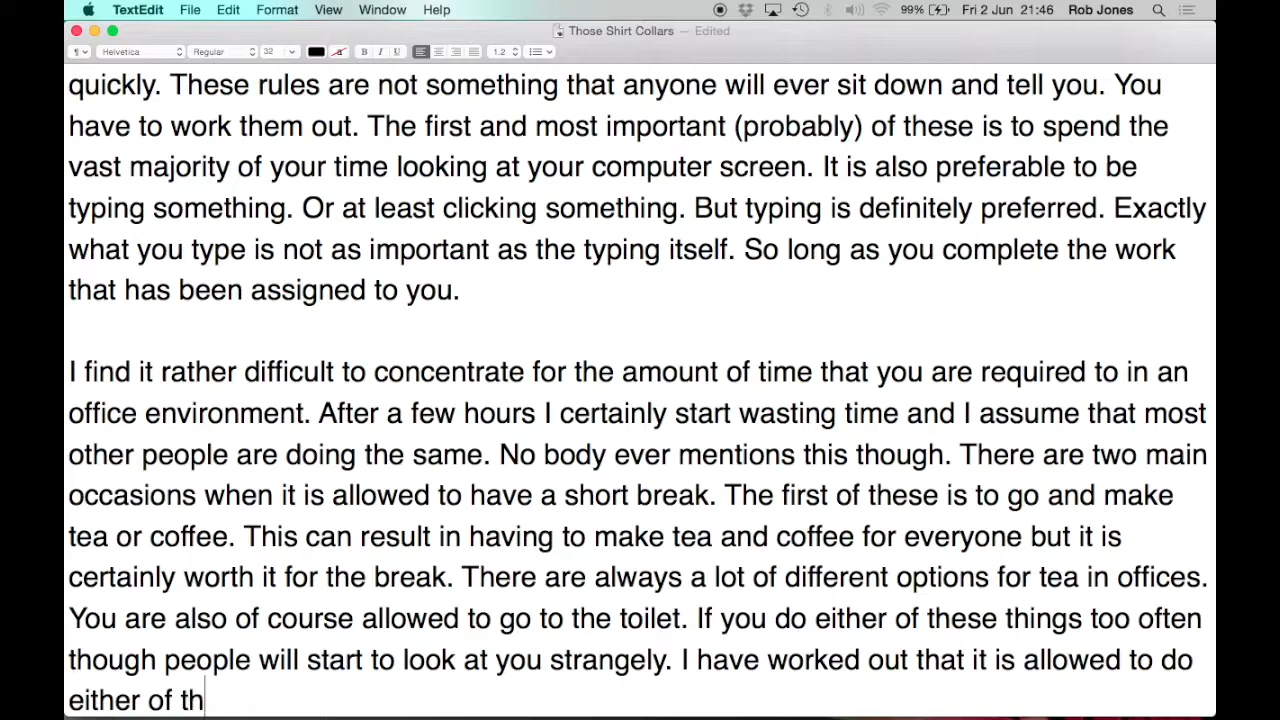 TextEdit File Edit Format View Window Help 99% Fri 2 Jun 21:46 Rob Jones
Those Shirt Collars — Edited
¶ Helvetica Regular 32 a B I U 1.2
quickly. These rules are not something that anyone will ever sit down and tell you. You
have to work them out. The first and most important (probably) of these is to spend the
vast majority of your time looking at your computer screen. It is also preferable to be
typing something. Or at least clicking something. But typing is definitely preferred. Exactly
what you type is not as important as the typing itself. So long as you complete the work
that has been assigned to you.
I find it rather difficult to concentrate for the amount of time that you are required to in an
office environment. After a few hours I certainly start wasting time and I assume that most
other people are doing the same. No body ever mentions this though. There are two main
occasions when it is allowed to have a short break. The first of these is to go and make
tea or coffee. This can result in having to make tea and coffee for everyone but it is
certainly worth it for the break. There are always a lot of different options for tea in offices.
You are also of course allowed to go to the toilet. If you do either of these things too often
though people will start to look at you strangely. I have worked out that it is allowed to do
either of th